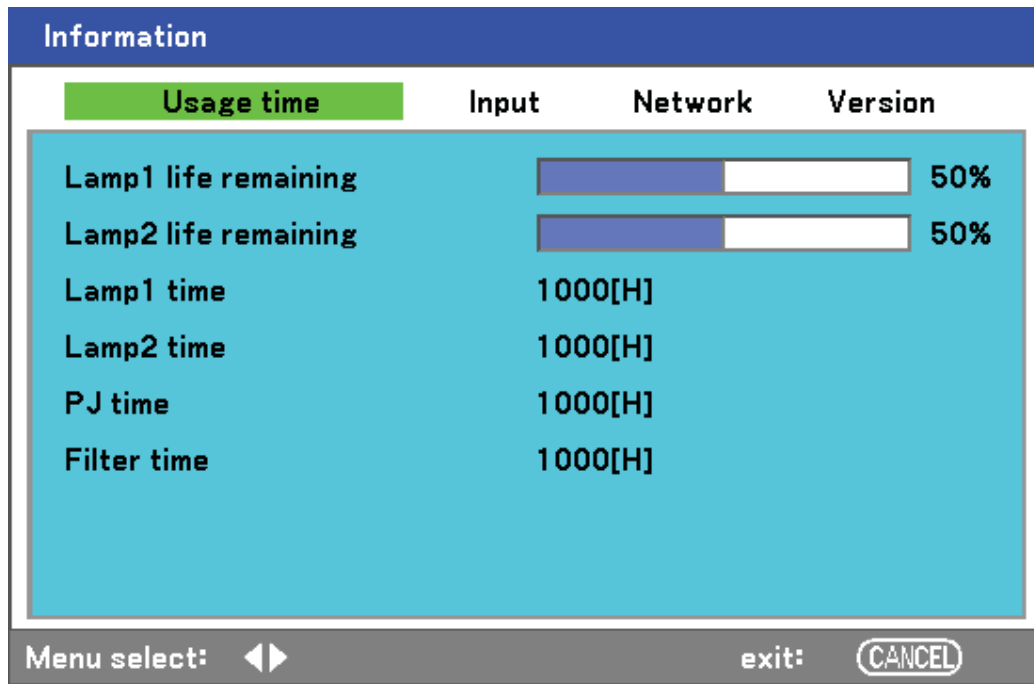 Information
Usage time Input Network Version
Lamp1 life remaining 50%
Lamp2 life remaining 50%
Lamp1 time 1000[H]
Lamp2 time 1000[H]
PJ time 1000[H]
Filter time 1000[H]
Menu select: ◀▶ exit: CANCEL